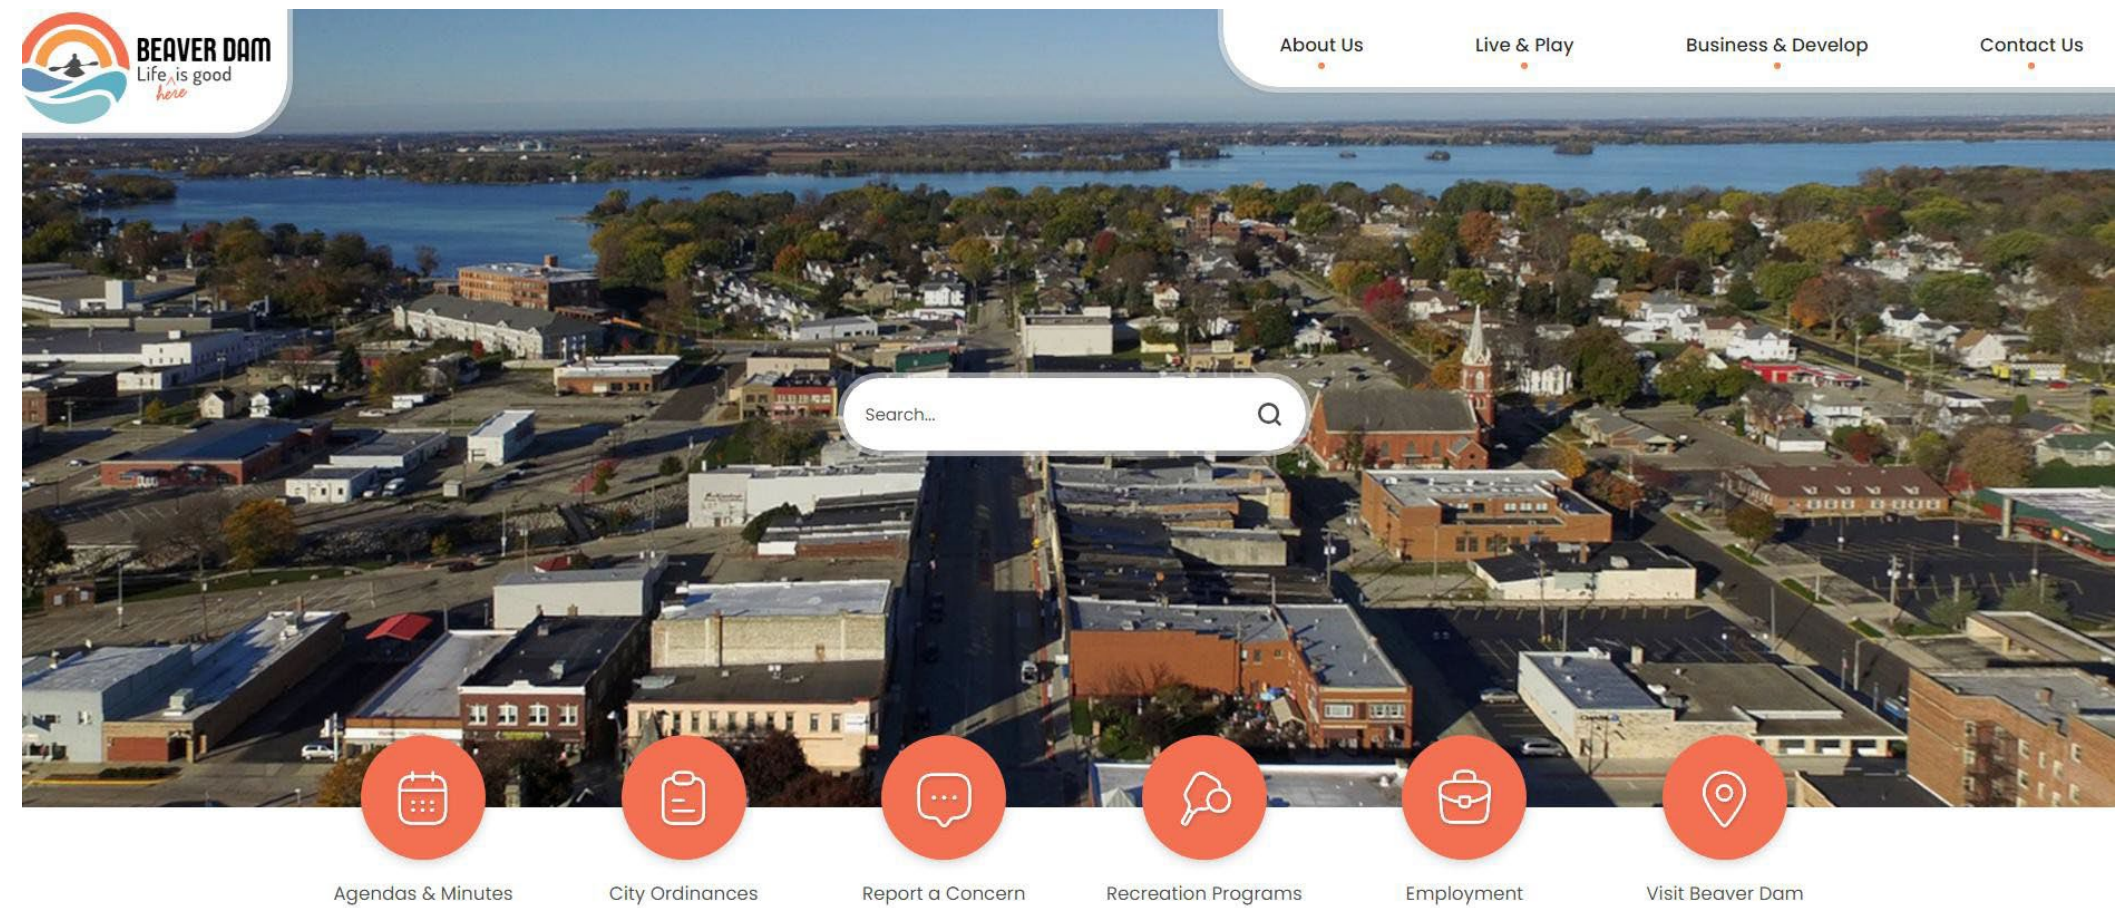 BEAVER DAM
Life ^ is good
here
About Us
Live & Play
Business & Develop
Contact Us
Search...
Agendas & Minutes
City Ordinances
Report a Concern
Recreation Programs
Employment
Visit Beaver Dam